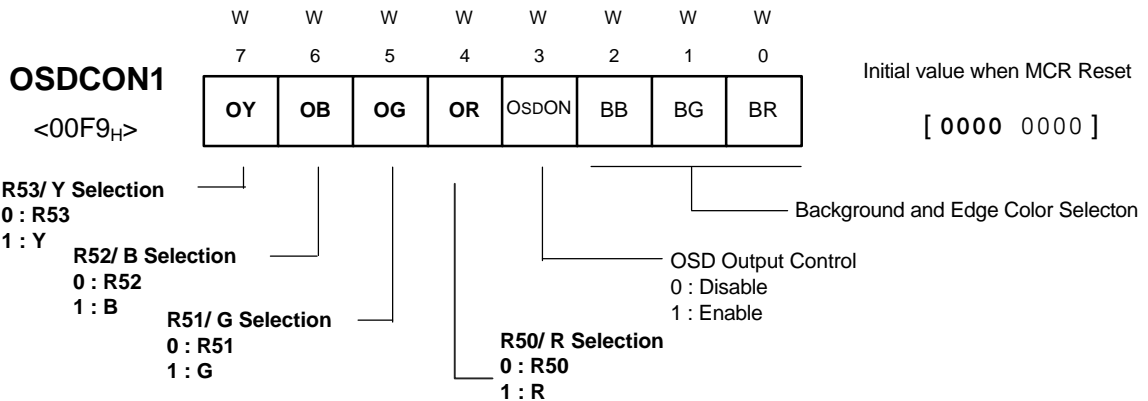 W W W W W W W W
7 6 5 4 3 2 1 0
OSDCON1
<00F9H>
OY OB OG OR OSDON BB BG BR
Initial value when MCR Reset
[ 0000 0000 ]
R53/ Y Selection
0 : R53
1 : Y
R52/ B Selection
0 : R52
1 : B
R51/ G Selection
0 : R51
1 : G
R50/ R Selection
0 : R50
1 : R
OSD Output Control
0 : Disable
1 : Enable
Background and Edge Color Selecton